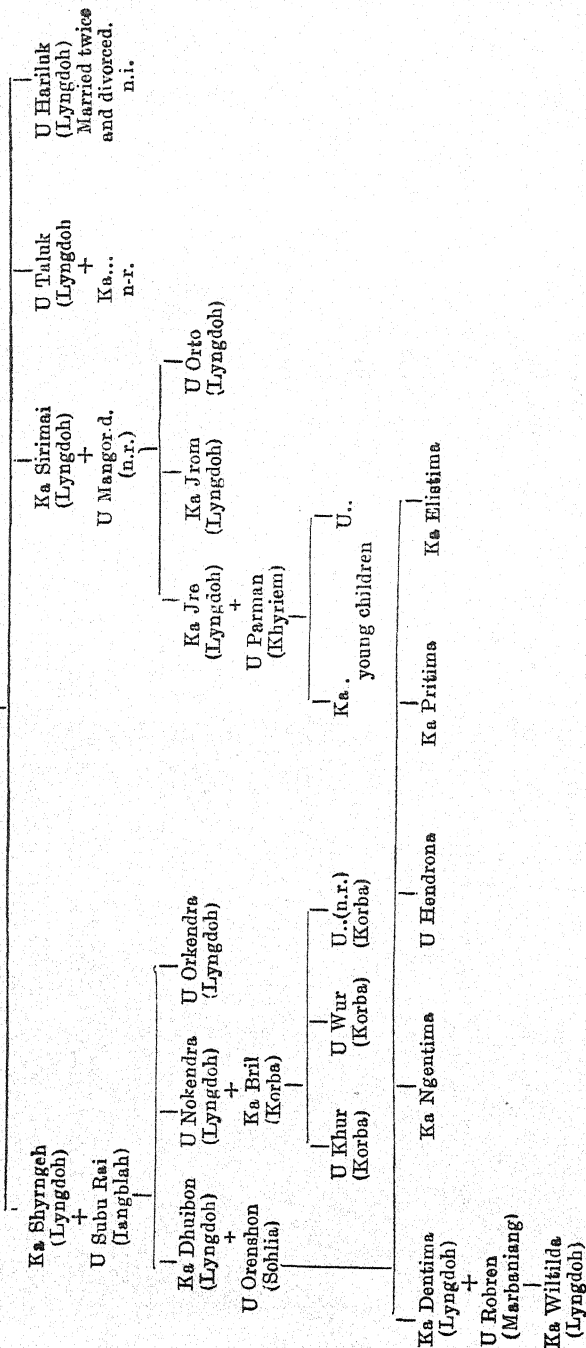 Ka Shyrngeh
(Lyngdoh)
+
U Subu Rai
(Iangblah)
Ka Sirimai
(Lyngdoh)
+
U Mangor d.
(n.r.)
U Taluk
(Lyngdoh
+
Ka...
n-r.
U Hariluk
(Lyngdoh)
Married twice
and divorced.
n.i.
Ka Dhuibon
(Lyngdoh)
+
U Orenshon
(Sohlia)
U Nokendra
(Lyngdoh)
+
Ka Bril
(Korba)
U Orkendra
(Lyngdoh)
Ka Jre
(Lyngdoh)
+
U Parman
(Khyriem)
Ka Jrom
(Lyngdoh)
U Orto
(Lyngdoh)
U Khur
(Korba)
U Wur
(Korba)
U..(n.r.)
(Korba)
Ka..
U..
young children
Ka Dentima
(Lyngdoh)
+
U Robren
(Marbaniang)
Ka Wiltilda
(Lyngdoh)
Ka Ngentima
U Hendrona
Ka Pritima
Ka Elistima